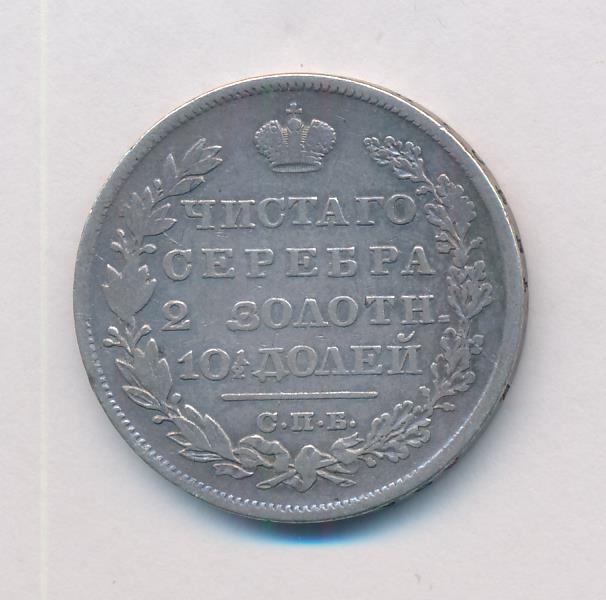 ЧИСТАГО
СЕРЕБРА
2 ЗОЛОТН.
10½ ДОЛЕЙ
С.П.Б.